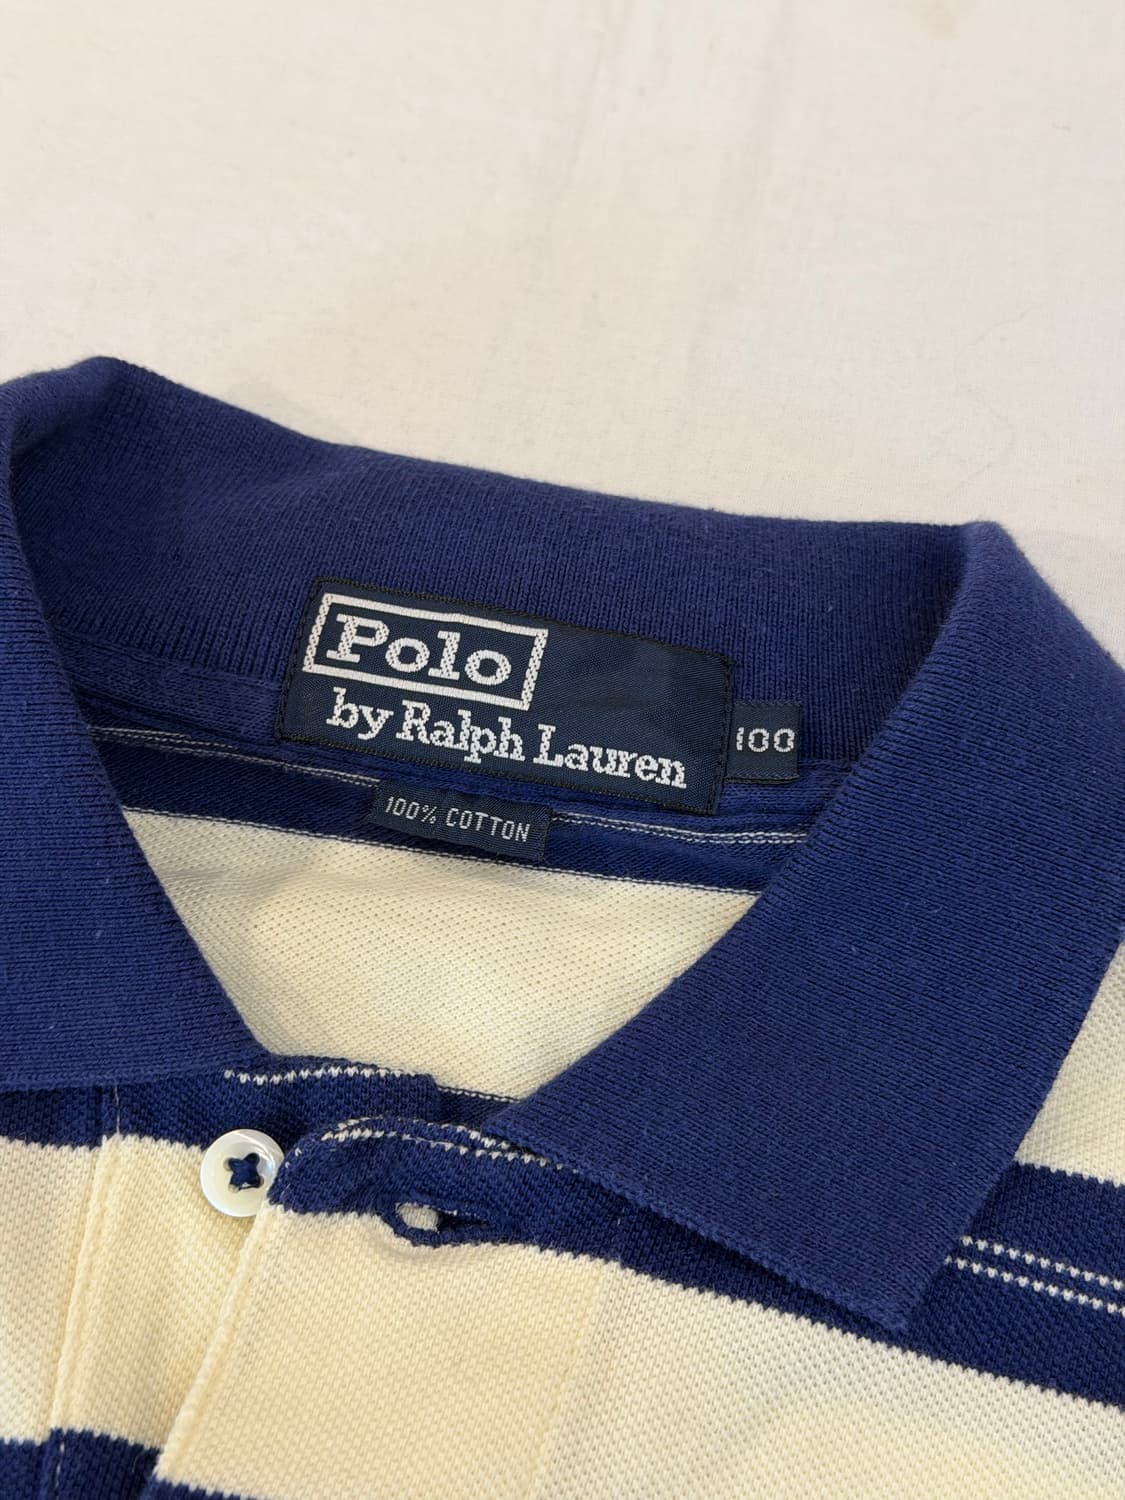 Polo
by Ralph Lauren
100
100% COTTON